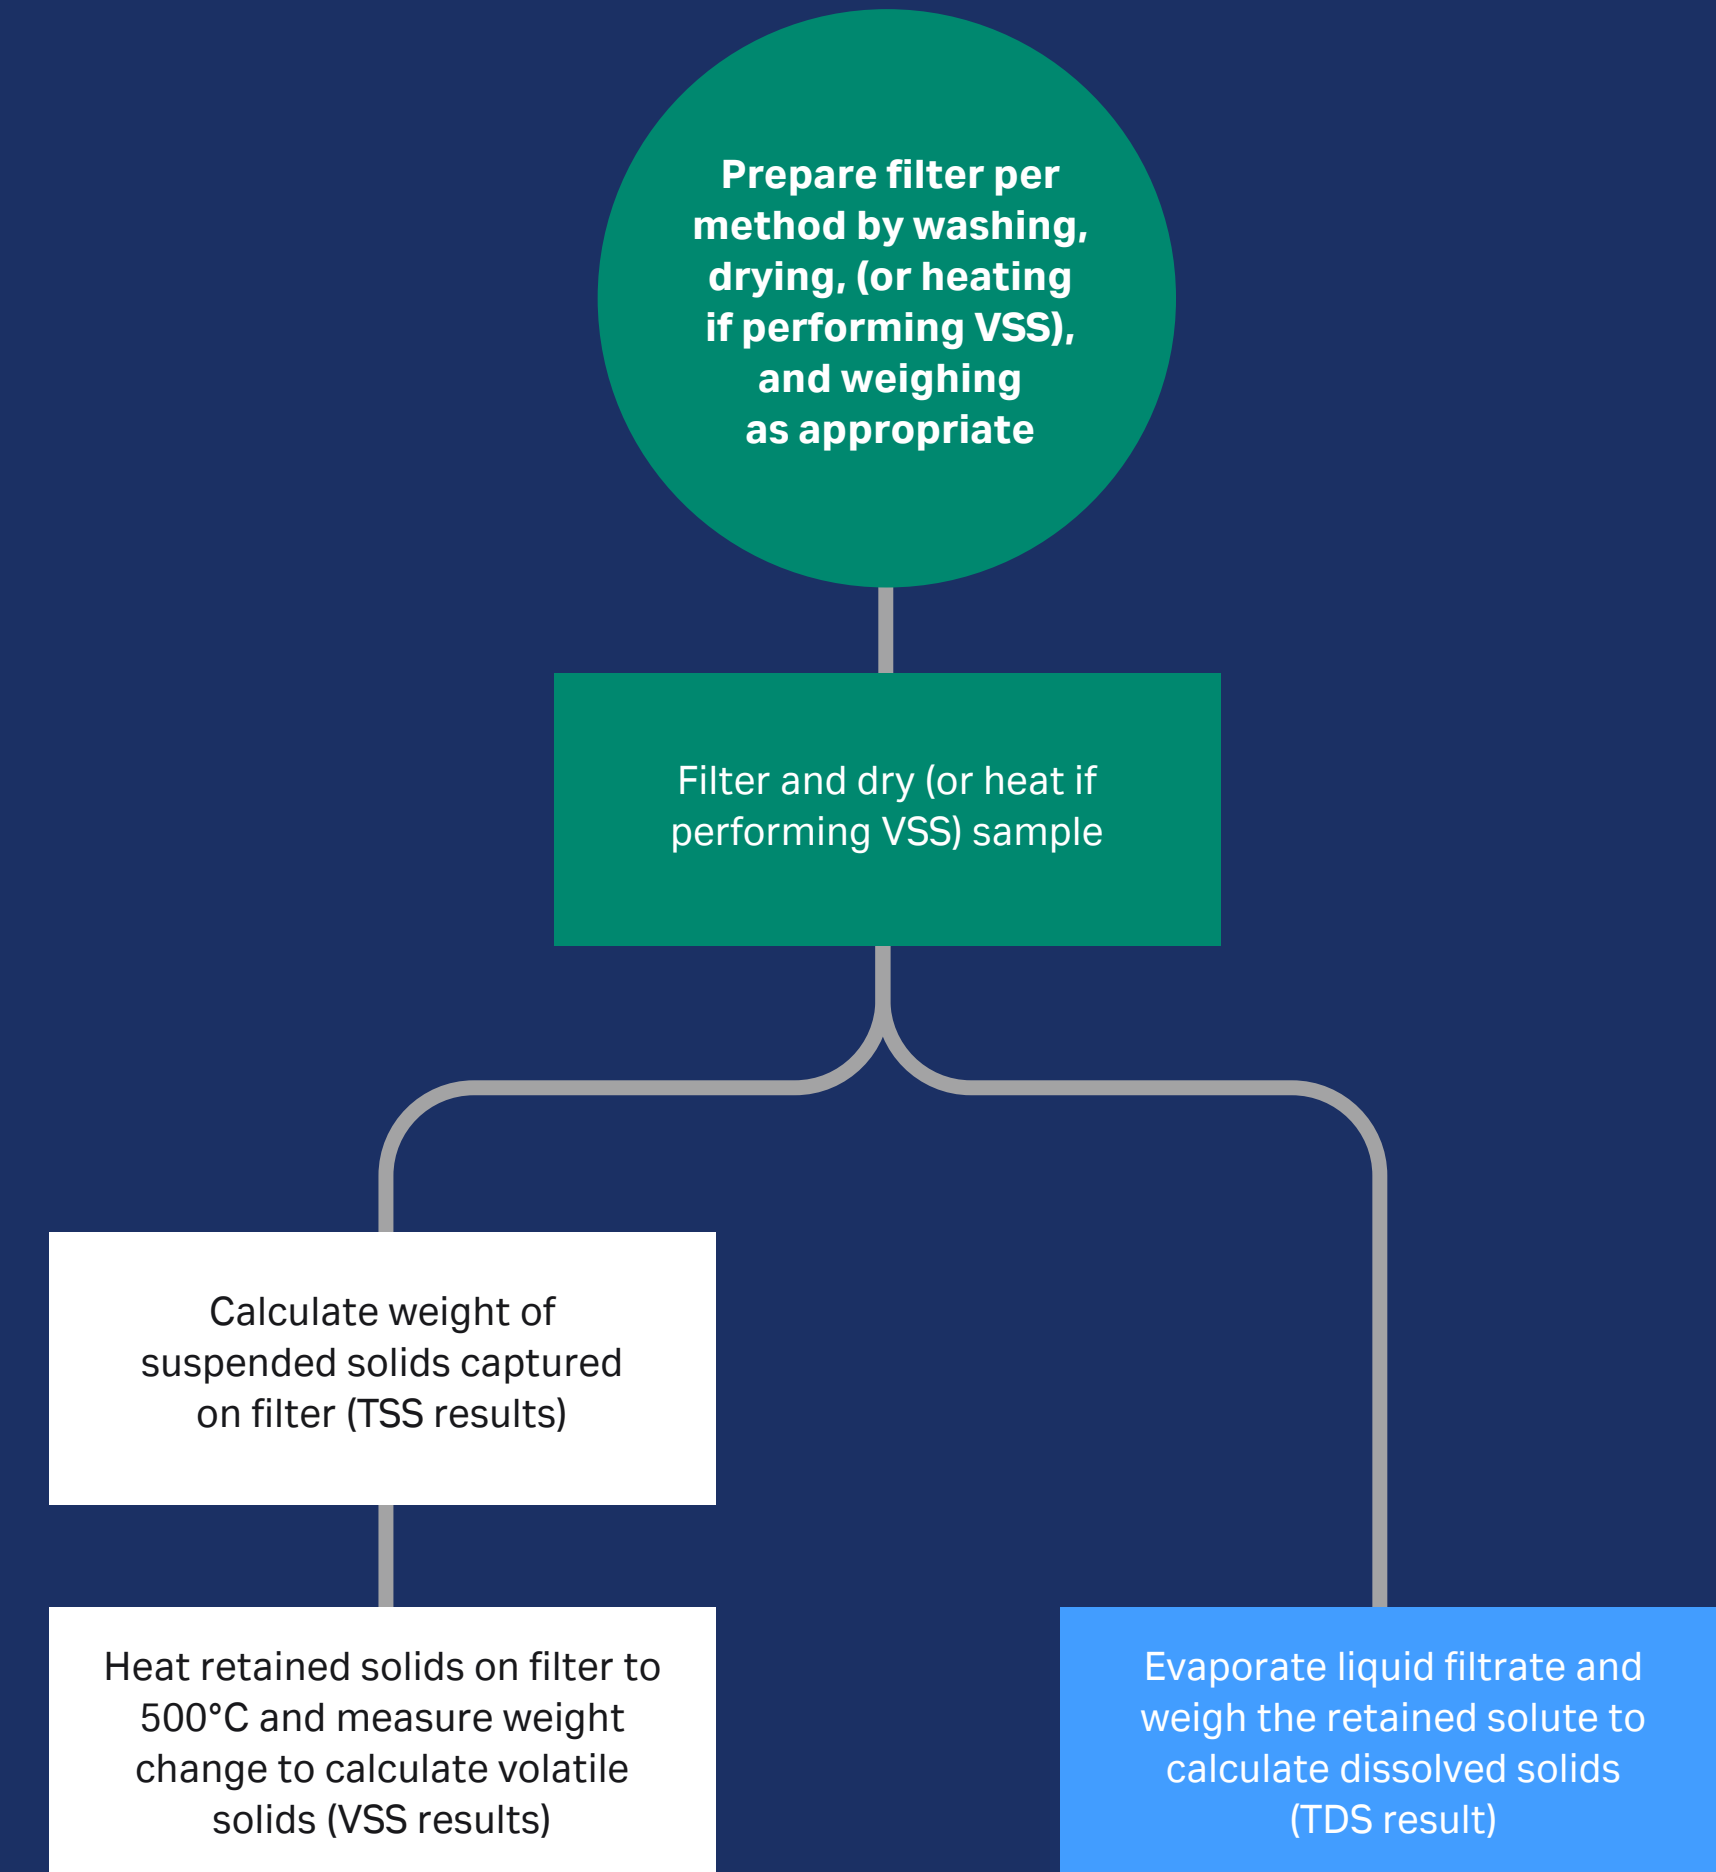 Prepare filter per
method by washing,
drying, (or heating
if performing VSS),
and weighing
as appropriate
Filter and dry (or heat if
performing VSS) sample
Calculate weight of
suspended solids captured
on filter (TSS results)
Heat retained solids on filter to
500°C and measure weight
change to calculate volatile
solids (VSS results)
Evaporate liquid filtrate and
weigh the retained solute to
calculate dissolved solids
(TDS result)